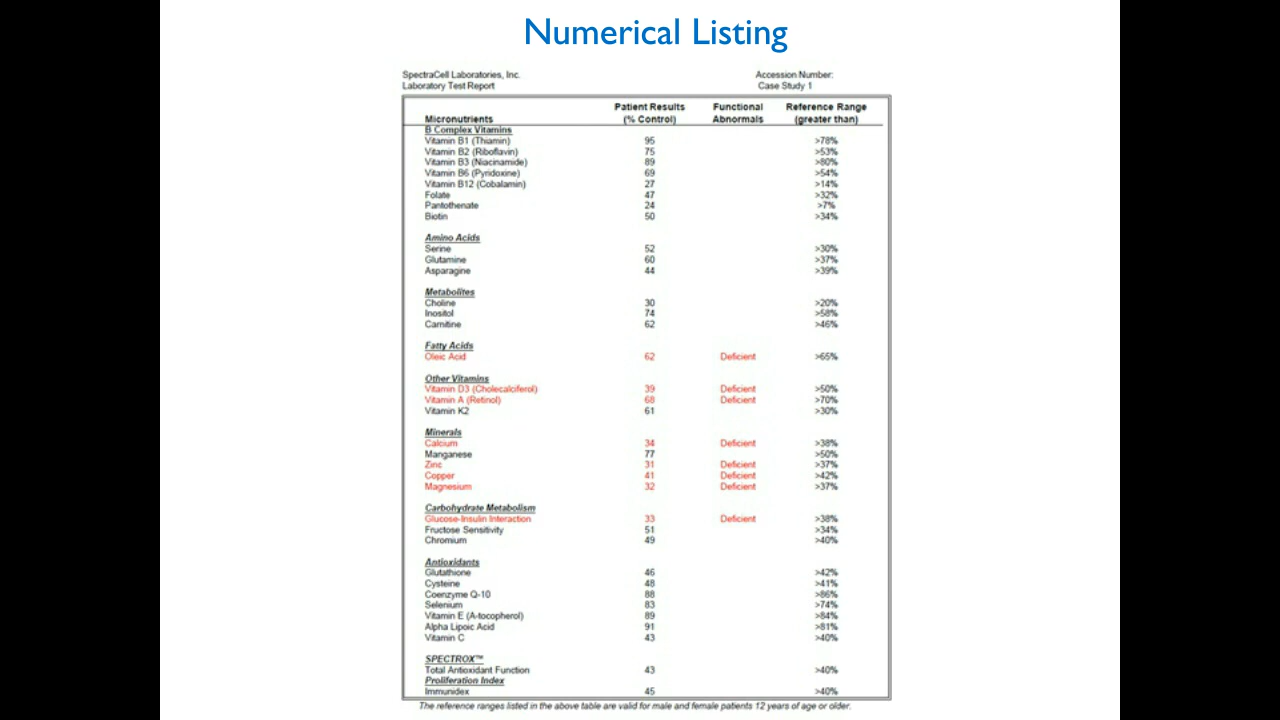 Numerical Listing
SpectraCell Laboratories, Inc. Accession Number:
Laboratory Test Report Case Study 1
Patient Results Functional Reference Range
Micronutrients (% Control) Abnormals (greater than)
B Complex Vitamins
Vitamin B1 (Thiamin) 95 >78%
Vitamin B2 (Riboflavin) 75 >53%
Vitamin B3 (Niacinamide) 89 >80%
Vitamin B6 (Pyridoxine) 69 >54%
Vitamin B12 (Cobalamin) 27 >14%
Folate 47 >32%
Pantothenate 24 >7%
Biotin 50 >34%
Amino Acids
Serine 52 >30%
Glutamine 60 >37%
Asparagine 44 >39%
Metabolites
Choline 30 >20%
Inositol 74 >58%
Carnitine 62 >46%
Fatty Acids
Oleic Acid 62 Deficient >65%
Other Vitamins
Vitamin D3 (Cholecalciferol) 39 Deficient >50%
Vitamin A (Retinol) 68 Deficient >70%
Vitamin K2 61 >30%
Minerals
Calcium 34 Deficient >38%
Manganese 77 >50%
Zinc 31 Deficient >37%
Copper 41 Deficient >42%
Magnesium 32 Deficient >37%
Carbohydrate Metabolism
Glucose-Insulin Interaction 33 Deficient >38%
Fructose Sensitivity 51 >34%
Chromium 49 >40%
Antioxidants
Glutathione 46 >42%
Cysteine 48 >41%
Coenzyme Q-10 88 >86%
Selenium 83 >74%
Vitamin E (A-tocopherol) 89 >84%
Alpha Lipoic Acid 91 >81%
Vitamin C 43 >40%
SPECTROX™
Total Antioxidant Function 43 >40%
Proliferation Index
Immunidex 45 >40%
The reference ranges listed in the above table are valid for male and female patients 12 years of age or older.